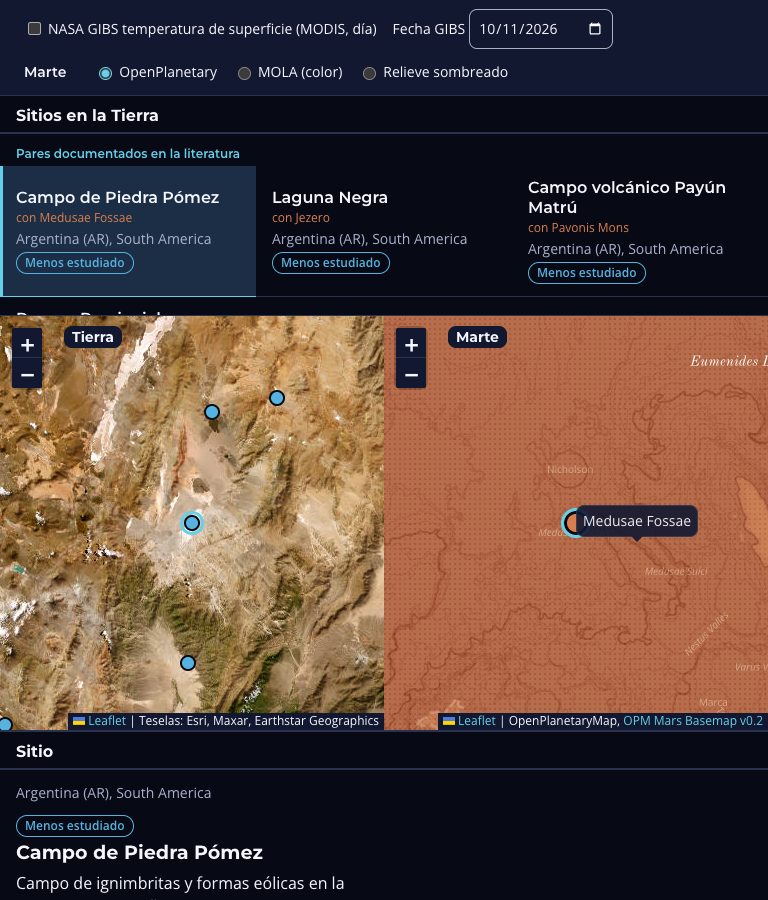 NASA GIBS temperatura de superficie (MODIS, día) Fecha GIBS 10/11/2026
Marte OpenPlanetary MOLA (color) Relieve sombreado
Sitios en la Tierra
Pares documentados en la literatura
Campo de Piedra Pómez
con Medusae Fossae
Argentina (AR), South America
Menos estudiado
Laguna Negra
con Jezero
Argentina (AR), South America
Menos estudiado
Campo volcánico Payún
Matrú
con Pavonis Mons
Argentina (AR), South America
Menos estudiado
+
−
Tierra
Leaflet | Teselas: Esri, Maxar, Earthstar Geographics
+
−
Marte
Eumenides
Nicholson
Medusae Fossae
Medusae Sulci
Nestus Valles
Varus
Marca
Leaflet | OpenPlanetaryMap, OPM Mars Basemap v0.2
Sitio
Argentina (AR), South America
Menos estudiado
Campo de Piedra Pómez
Campo de ignimbritas y formas eólicas en la